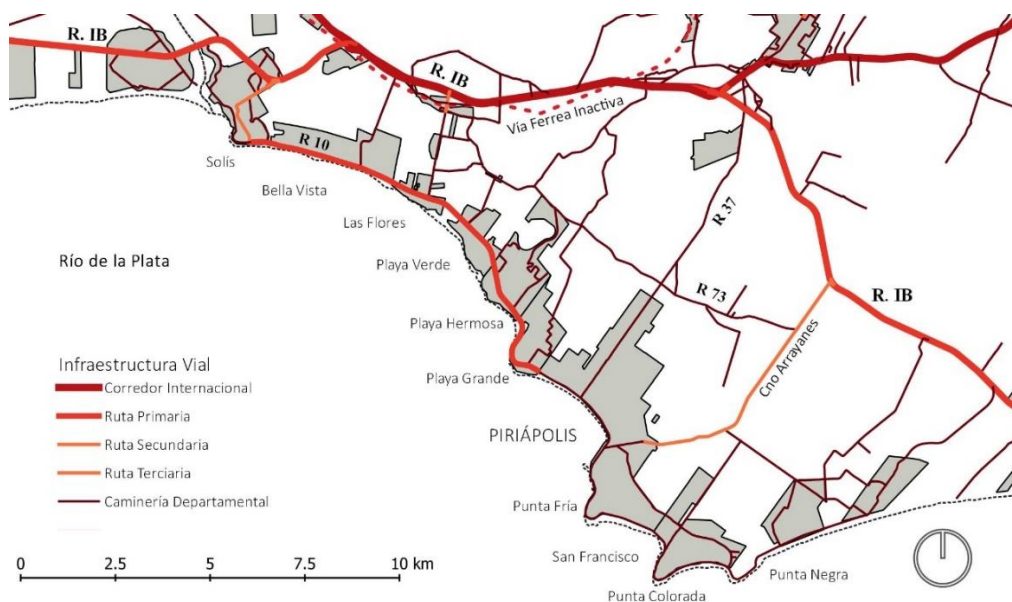 R. IB
R. IB
Vía Ferrea Inactiva
Solís
R 10
Bella Vista
Las Flores
R 37
Río de la Plata
Playa Verde
R 73
R. IB
Playa Hermosa
Cno Arrayanes
Infraestructura Vial
Playa Grande
Corredor Internacional
Ruta Primaria
PIRIÁPOLIS
Ruta Secundaria
Ruta Terciaria
Caminería Departamental
Punta Fría
San Francisco
Punta Negra
Punta Colorada
0 2.5 5 7.5 10 km